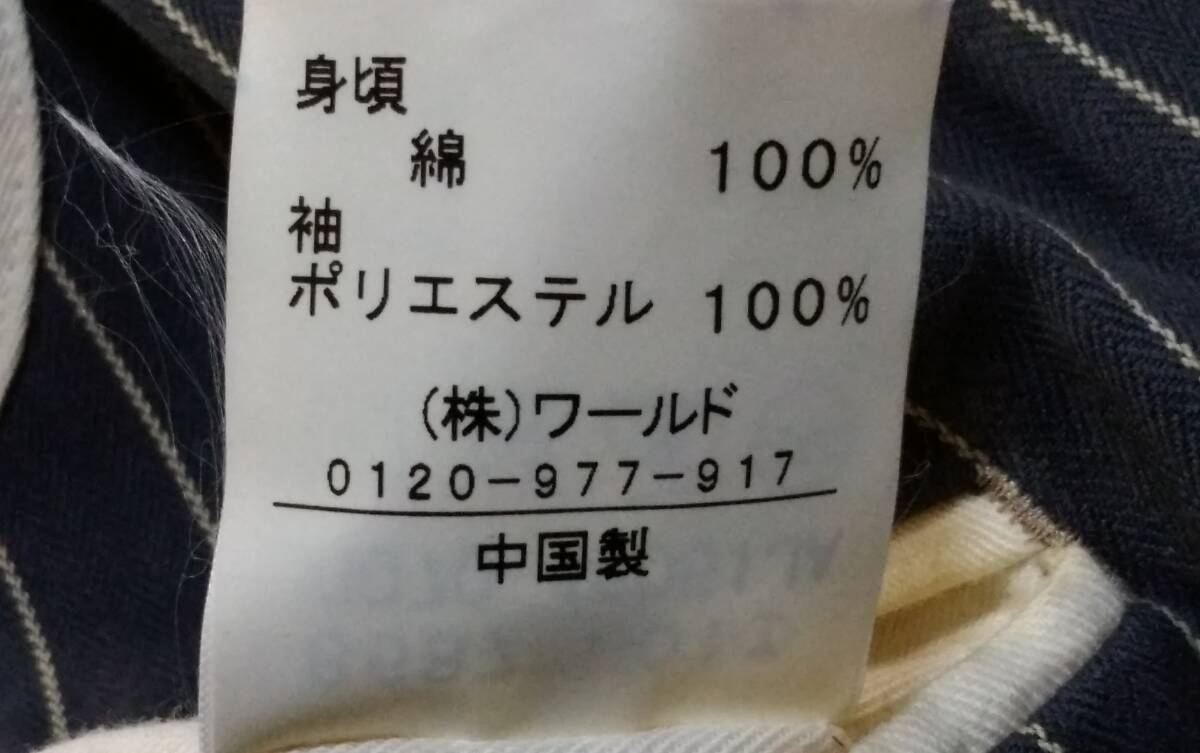 身頃
綿 100%
袖
ポリエステル 100%
(株)ワールド
0120-977-917
中国製